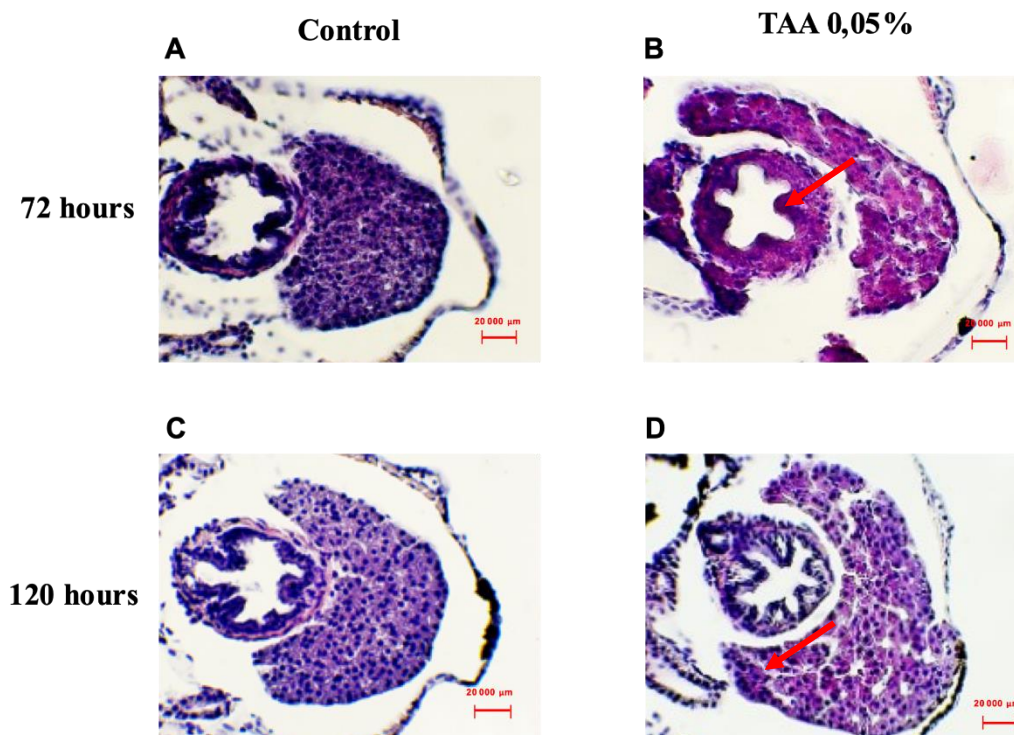 Control
TAA 0,05%
A
B
72 hours
20 000 µm
20 000 µm
C
D
120 hours
20 000 µm
20 000 µm